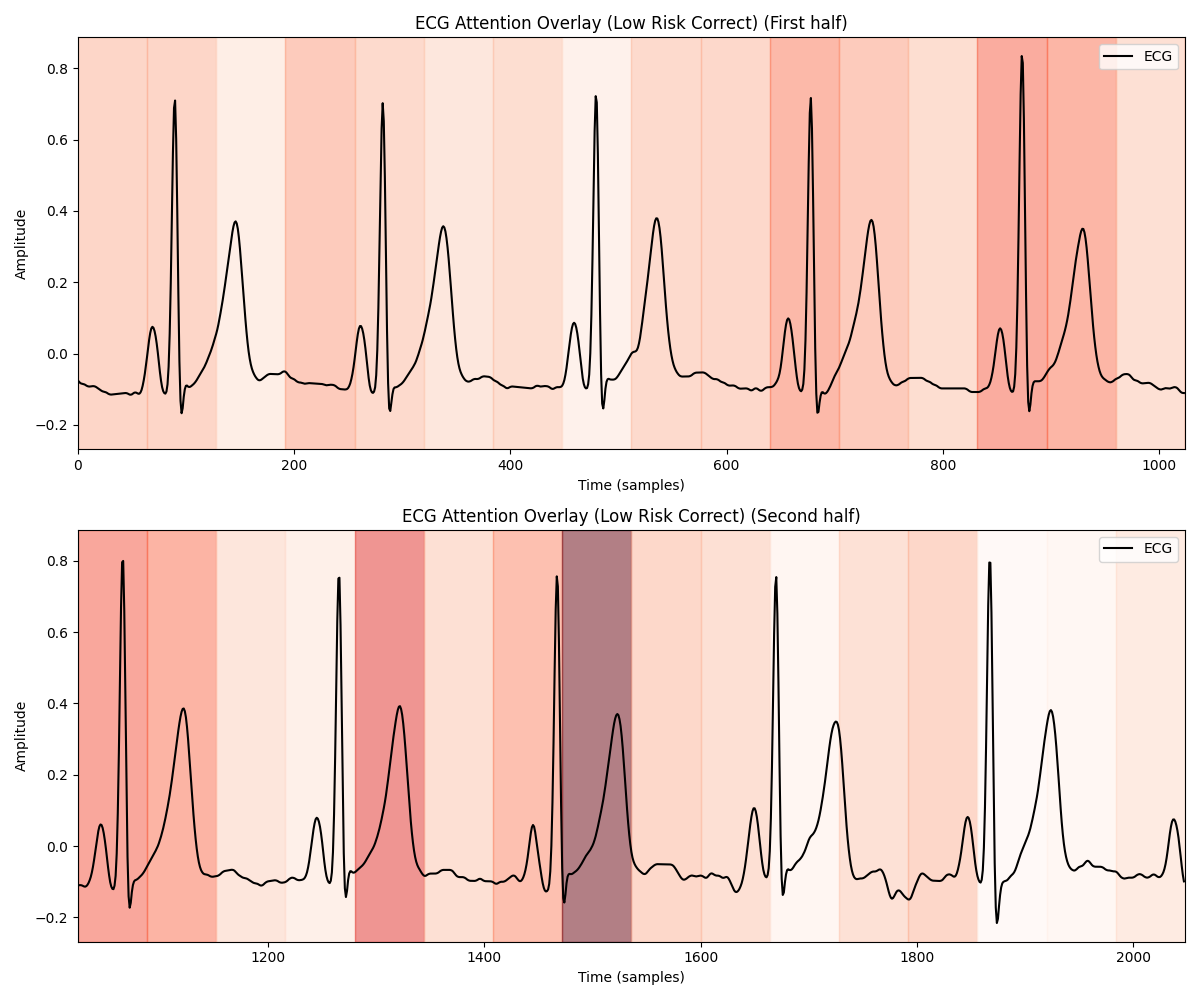 ECG Attention Overlay (Low Risk Correct) (First half)
ECG
0.8
0.6
0.4
0.2
0.0
−0.2
Amplitude
0 200 400 600 800 1000
Time (samples)
ECG Attention Overlay (Low Risk Correct) (Second half)
ECG
0.8
0.6
0.4
0.2
0.0
−0.2
Amplitude
1200 1400 1600 1800 2000
Time (samples)